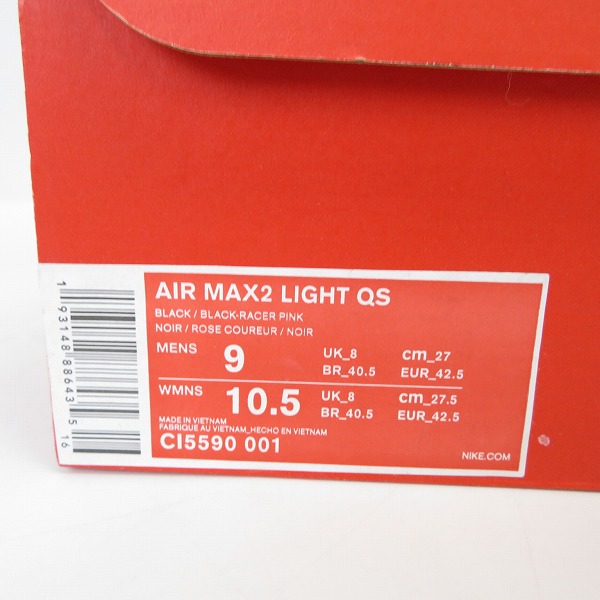 AIR MAX2 LIGHT QS
BLACK / BLACK-RACER PINK
NOIR / ROSE COUREUR / NOIR
MENS 9 UK_8 cm_27
BR_40.5 EUR_42.5
WMNS 10.5 UK_8 cm_27.5
BR_40.5 EUR_42.5
MADE IN VIETNAM
FABRIQUE AU VIETNAM_HECHO EN VIETNAM
CI5590 001
NIKE.COM
1 93148 88643 5 16